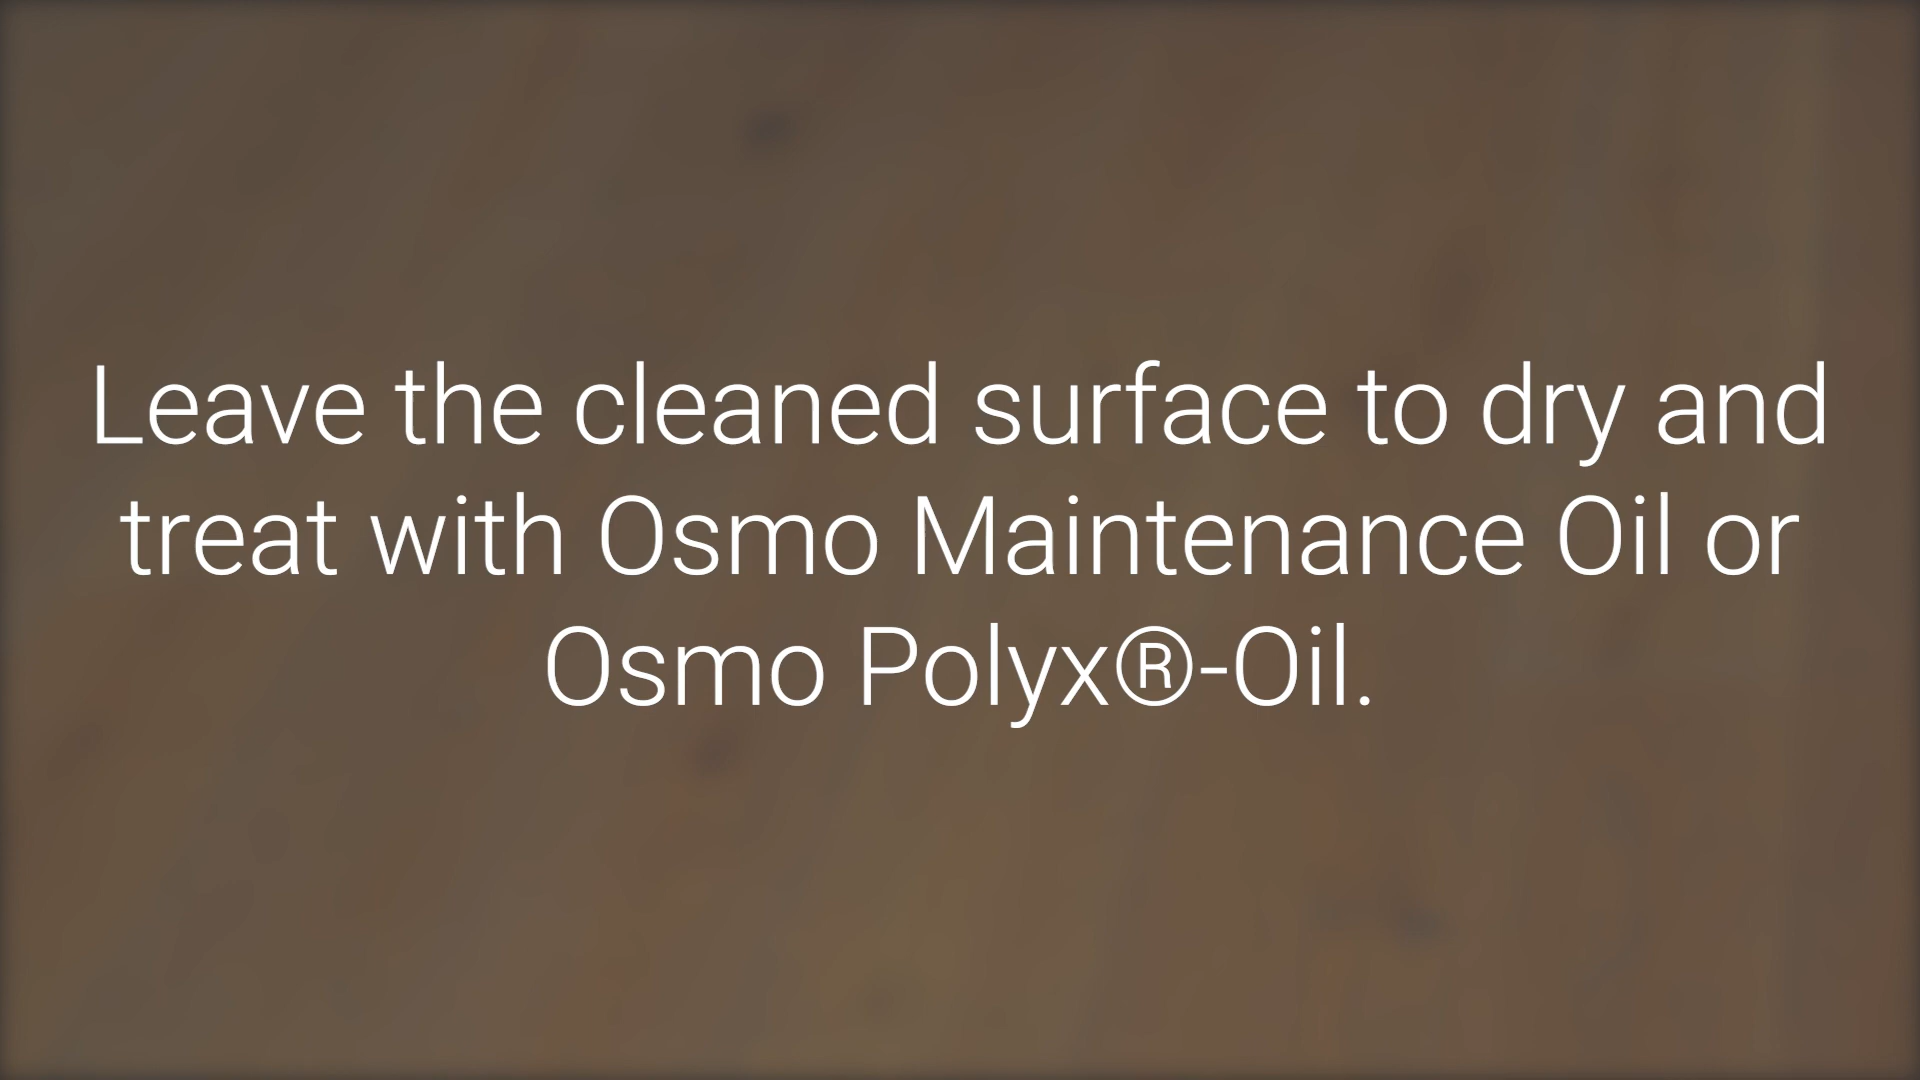 Leave the cleaned surface to dry and
treat with Osmo Maintenance Oil or
Osmo Polyx®-Oil.